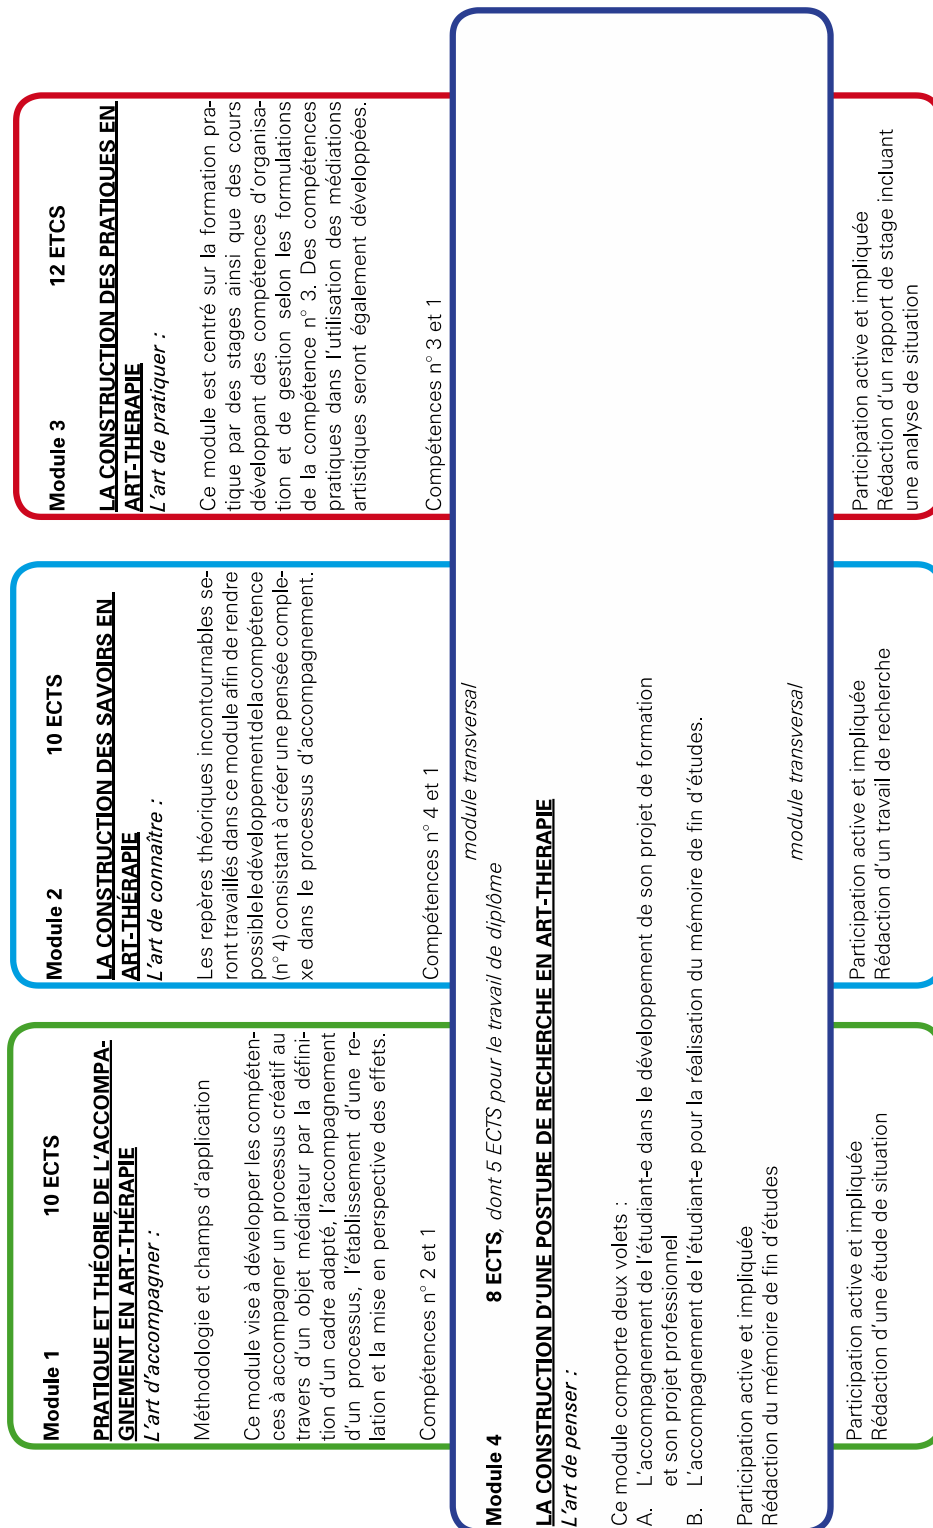 Module 1 10 ECTS
PRATIQUE ET THÉORIE DE L'ACCOMPA-
GNEMENT EN ART-THÉRAPIE
L'art d'accompagner :
Méthodologie et champs d'application
Ce module vise à développer les compéten-
ces à accompagner un processus créatif au
travers d'un objet médiateur par la défini-
tion d'un cadre adapté, l'accompagnement
d'un processus, l'établissement d'une re-
lation et la mise en perspective des effets.
Compétences n° 2 et 1
Module 2 10 ECTS
LA CONSTRUCTION DES SAVOIRS EN
ART-THÉRAPIE
L'art de connaître :
Les repères théoriques incontournables se-
ront travaillés dans ce module afin de rendre
possible le développement de la compétence
(n° 4) consistant à créer une pensée comple-
xe dans le processus d'accompagnement.
Compétences n° 4 et 1
Module 3 12 ETCS
LA CONSTRUCTION DES PRATIQUES EN
ART-THERAPIE
L'art de pratiquer :
Ce module est centré sur la formation pra-
tique par des stages ainsi que des cours
développant des compétences d'organisa-
tion et de gestion selon les formulations
de la compétence n° 3. Des compétences
pratiques dans l'utilisation des médiations
artistiques seront également développées.
Compétences n° 3 et 1
module transversal
Module 4 8 ECTS, dont 5 ECTS pour le travail de diplôme
LA CONSTRUCTION D'UNE POSTURE DE RECHERCHE EN ART-THERAPIE
L'art de penser :
Ce module comporte deux volets :
A. L'accompagnement de l'étudiant-e dans le développement de son projet de formation
et son projet professionnel
B. L'accompagnement de l'étudiant-e pour la réalisation du mémoire de fin d'études.
Participation active et impliquée
Rédaction du mémoire de fin d'études
module transversal
Participation active et impliquée
Rédaction d'une étude de situation
Participation active et impliquée
Rédaction d'un travail de recherche
Participation active et impliquée
Rédaction d'un rapport de stage incluant
une analyse de situation